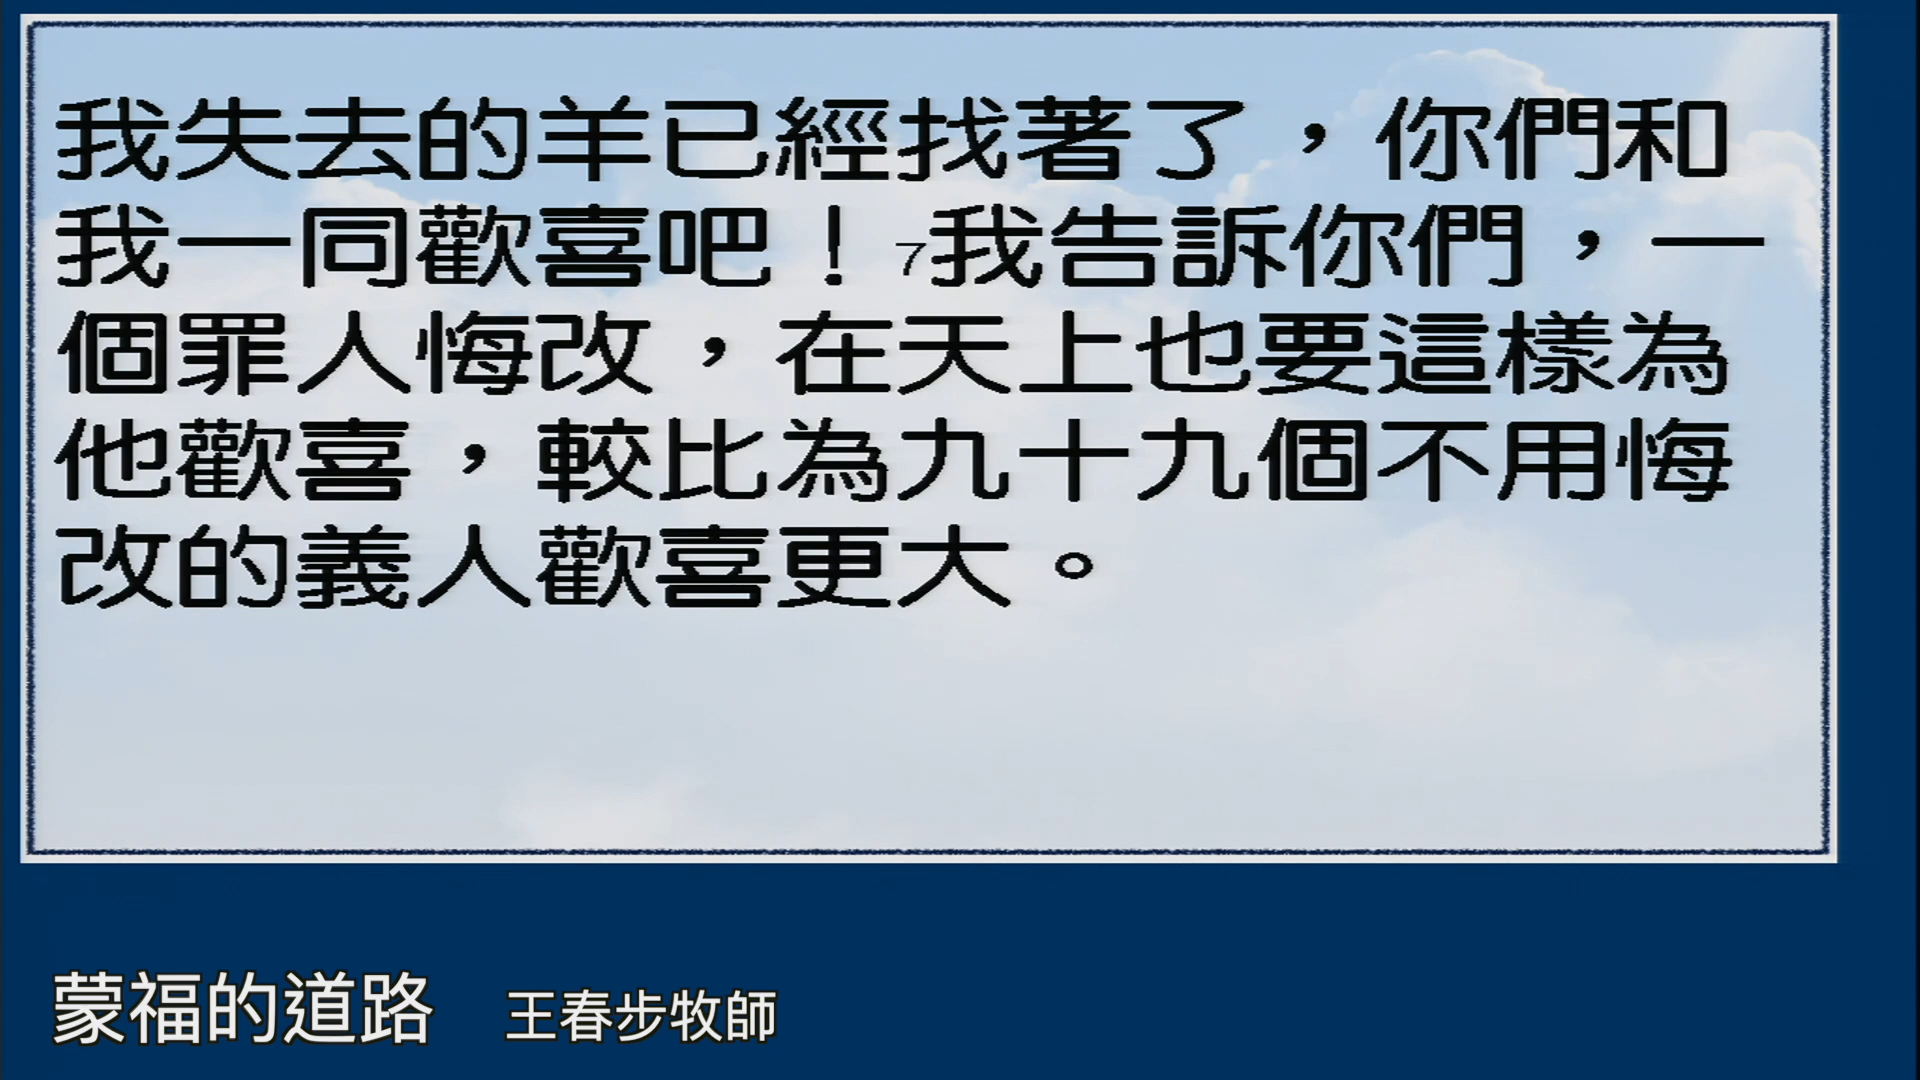 我失去的羊已經找著了，你們和
我一同歡喜吧！7我告訴你們，一
個罪人悔改，在天上也要這樣為
他歡喜，較比為九十九個不用悔
改的義人歡喜更大。
蒙福的道路 王春步牧師